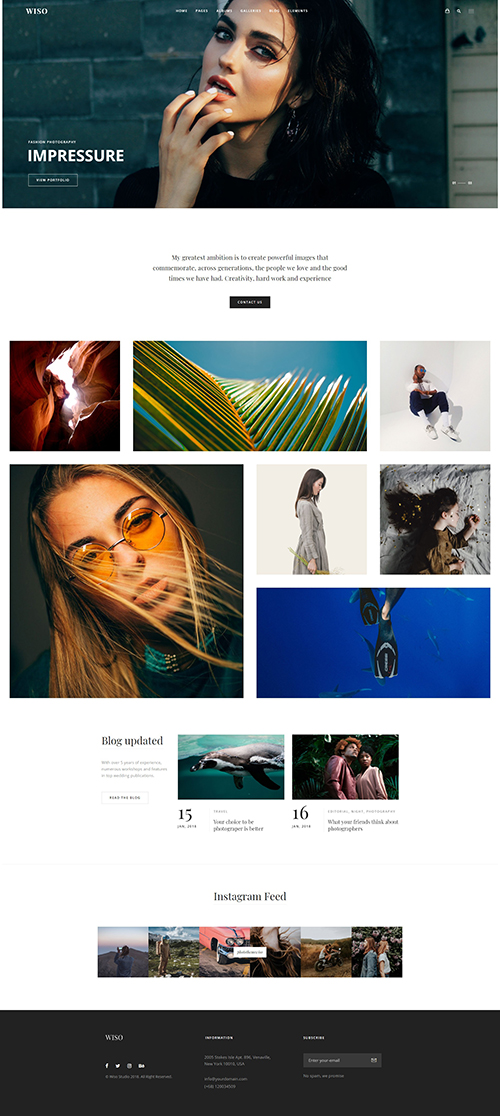 WISO
HOME PAGES ALBUMS GALLERIES BLOG ELEMENTS
FASHION PHOTOGRAPHY
IMPRESSURE
VIEW PORTFOLIO
My greatest ambition is to create powerful images that
commemorate, across generations, the people we love and the good
times we have had. Creativity, hard work and experience
CONTACT US
Blog updated
With over 5 years of experience,
numerous workshops and features
in top wedding publications.
READ THE BLOG
15
JAN, 2018
TRAVEL
Your choice to be
photograper is better
16
JAN, 2018
EDITORIAL, NIGHT, PHOTOGRAPHY
What your friends think about
photographers
Instagram Feed
WISO
© Wiso Studio 2018. All Right Reserved.
INFORMATION
2005 Stokes Isle Apt. 896, Venaville,
New York 10010, USA
info@yourdomain.com
(+68) 120034509
SUBSCRIBE
Enter your email
No spam, we promise